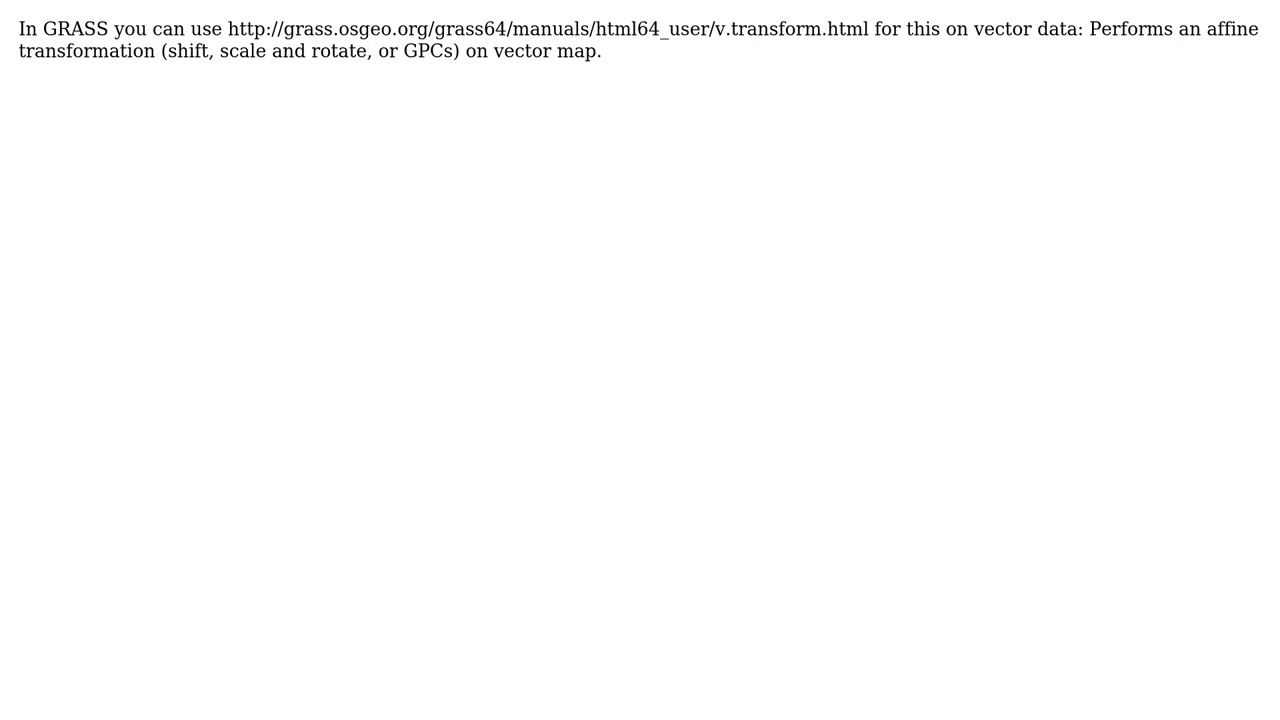 In GRASS you can use http://grass.osgeo.org/grass64/manuals/html64_user/v.transform.html for this on vector data: Performs an affine
transformation (shift, scale and rotate, or GPCs) on vector map.